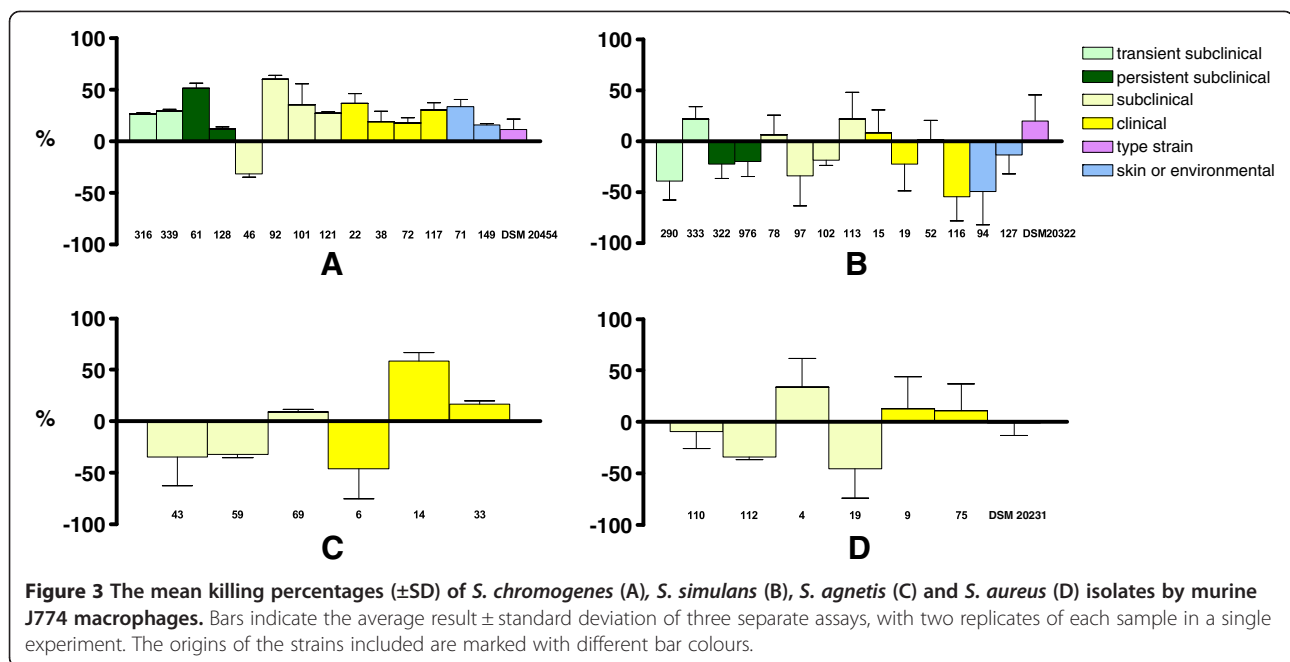 100
50
0
-50
-100
%
316 339 61 128 46 92 101 121 22 38 72 117 71 149 DSM 20454
A
100
50
0
-50
-100
290 333 322 976 78 97 102 113 15 19 52 116 94 127 DSM20322
B
transient subclinical
persistent subclinical
subclinical
clinical
type strain
skin or environmental
100
50
0
-50
-100
%
43 59 69 6 14 33
C
100
50
0
-50
-100
110 112 4 19 9 75 DSM 20231
D
Figure 3 The mean killing percentages (±SD) of S. chromogenes (A), S. simulans (B), S. agnetis (C) and S. aureus (D) isolates by murine
J774 macrophages. Bars indicate the average result ± standard deviation of three separate assays, with two replicates of each sample in a single
experiment. The origins of the strains included are marked with different bar colours.